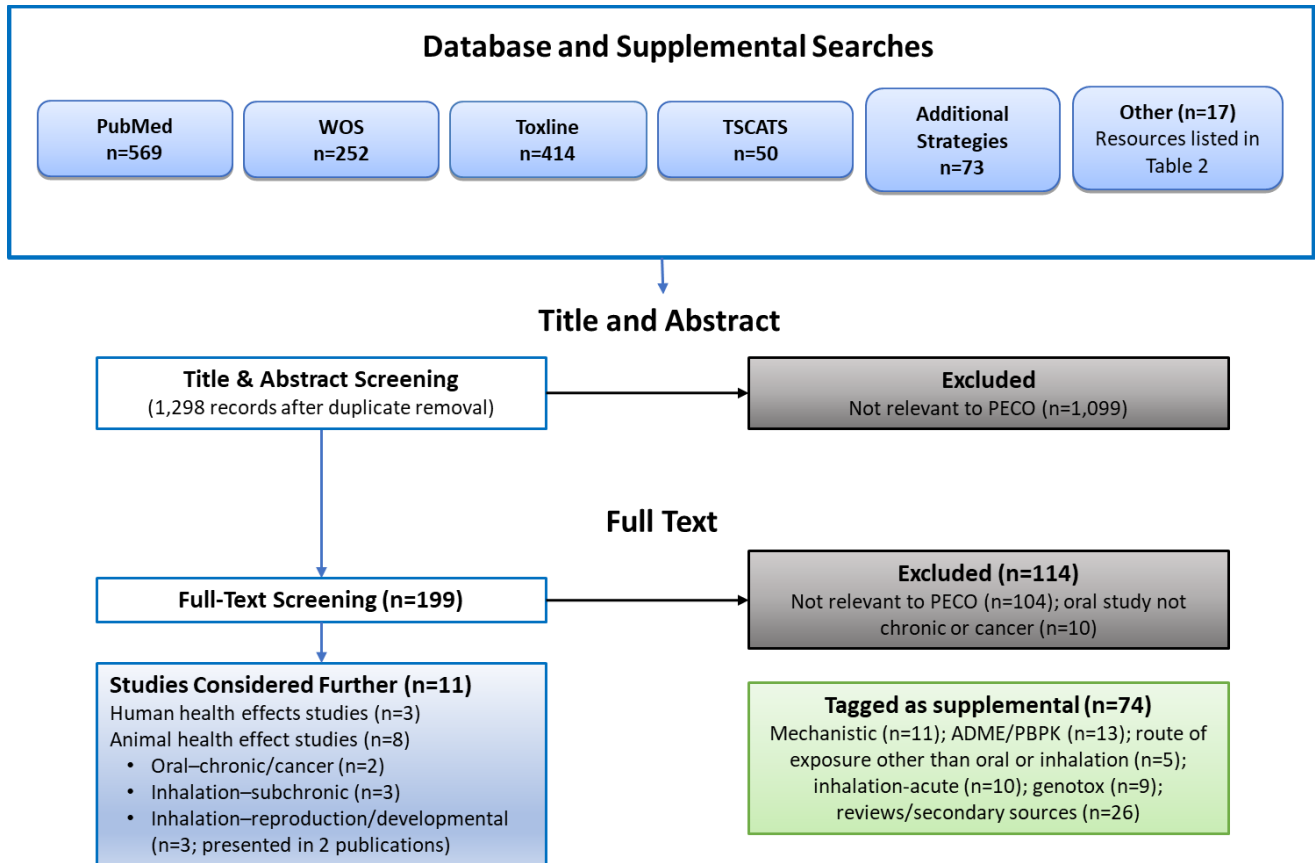 Database and Supplemental Searches
PubMed
n=569
WOS
n=252
Toxline
n=414
TSCATS
n=50
Additional
Strategies
n=73
Other (n=17)
Resources listed in
Table 2
Title and Abstract
Title & Abstract Screening
(1,298 records after duplicate removal)
Excluded
Not relevant to PECO (n=1,099)
Full Text
Full-Text Screening (n=199)
Excluded (n=114)
Not relevant to PECO (n=104); oral study not
chronic or cancer (n=10)
Studies Considered Further (n=11)
Human health effects studies (n=3)
Animal health effect studies (n=8)
• Oral–chronic/cancer (n=2)
• Inhalation–subchronic (n=3)
• Inhalation–reproduction/developmental
(n=3; presented in 2 publications)
Tagged as supplemental (n=74)
Mechanistic (n=11); ADME/PBPK (n=13); route of
exposure other than oral or inhalation (n=5);
inhalation-acute (n=10); genotox (n=9);
reviews/secondary sources (n=26)